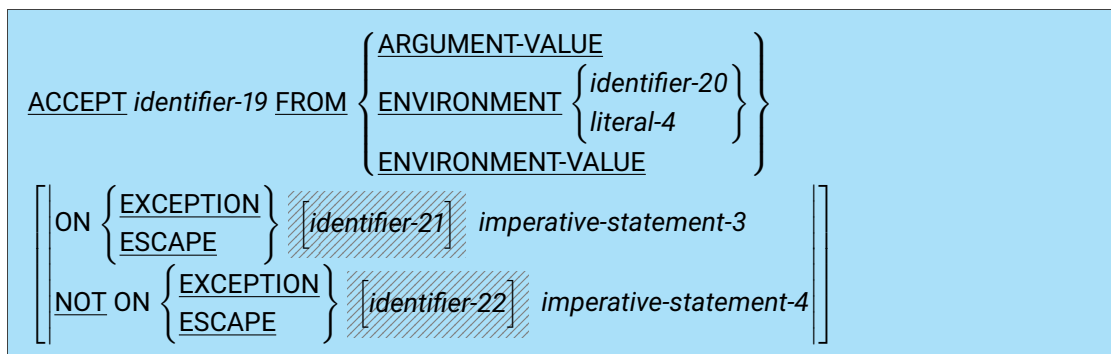 ARGUMENT-VALUE
ACCEPT identifier-19 FROM ENVIRONMENT identifier-20
literal-4
ENVIRONMENT-VALUE
ON EXCEPTION [identifier-21] imperative-statement-3
ESCAPE
NOT ON EXCEPTION [identifier-22] imperative-statement-4
ESCAPE